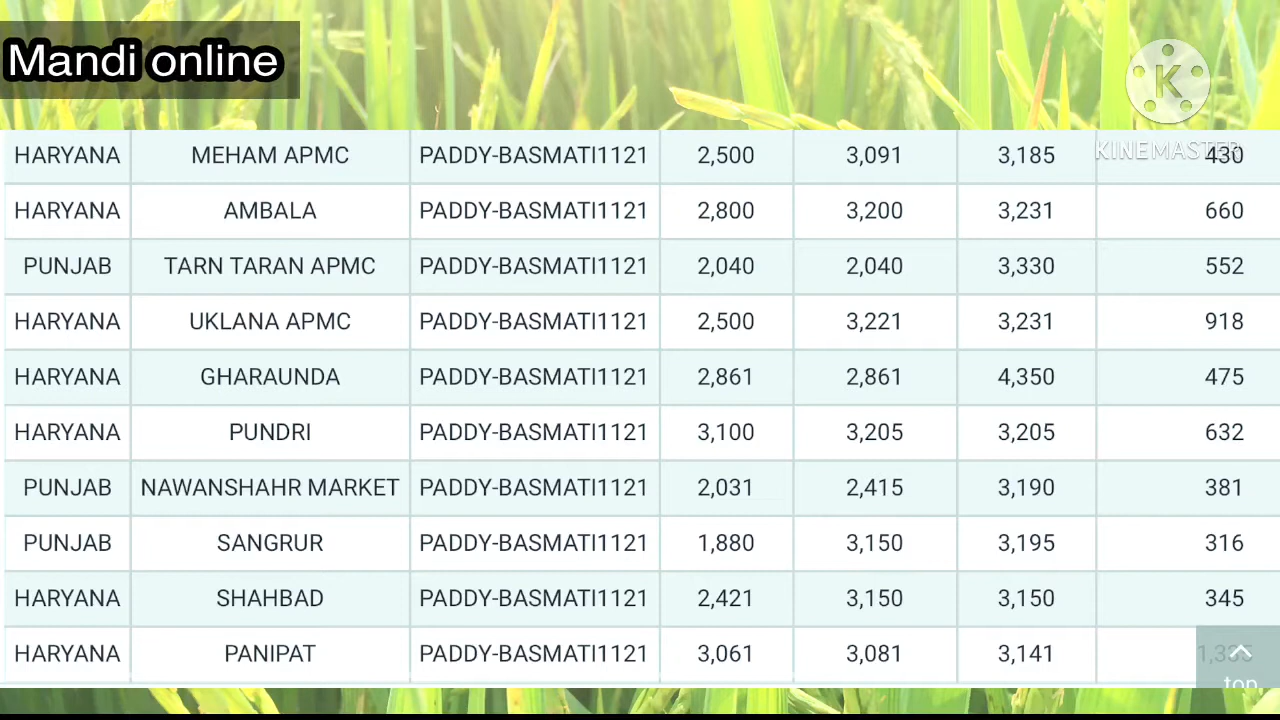 Mandi online
K
KINEMASTER
HARYANA MEHAM APMC PADDY-BASMATI1121 2,500 3,091 3,185 430
HARYANA AMBALA PADDY-BASMATI1121 2,800 3,200 3,231 660
PUNJAB TARN TARAN APMC PADDY-BASMATI1121 2,040 2,040 3,330 552
HARYANA UKLANA APMC PADDY-BASMATI1121 2,500 3,221 3,231 918
HARYANA GHARAUNDA PADDY-BASMATI1121 2,861 2,861 4,350 475
HARYANA PUNDRI PADDY-BASMATI1121 3,100 3,205 3,205 632
PUNJAB NAWANSHAHR MARKET PADDY-BASMATI1121 2,031 2,415 3,190 381
PUNJAB SANGRUR PADDY-BASMATI1121 1,880 3,150 3,195 316
HARYANA SHAHBAD PADDY-BASMATI1121 2,421 3,150 3,150 345
HARYANA PANIPAT PADDY-BASMATI1121 3,061 3,081 3,141
top